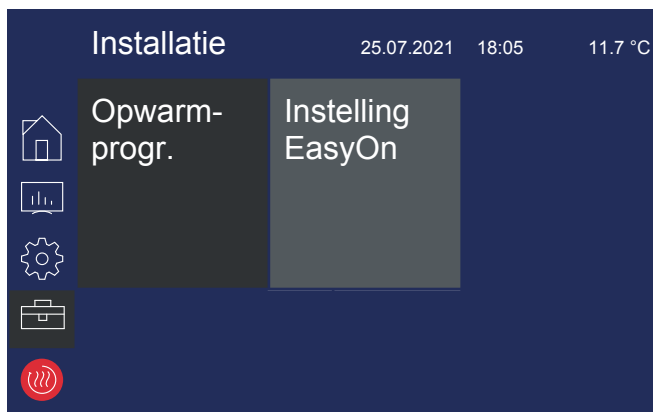 Installatie 25.07.2021 18:05 11.7 °C
Opwarm-
progr.
Instelling
EasyOn